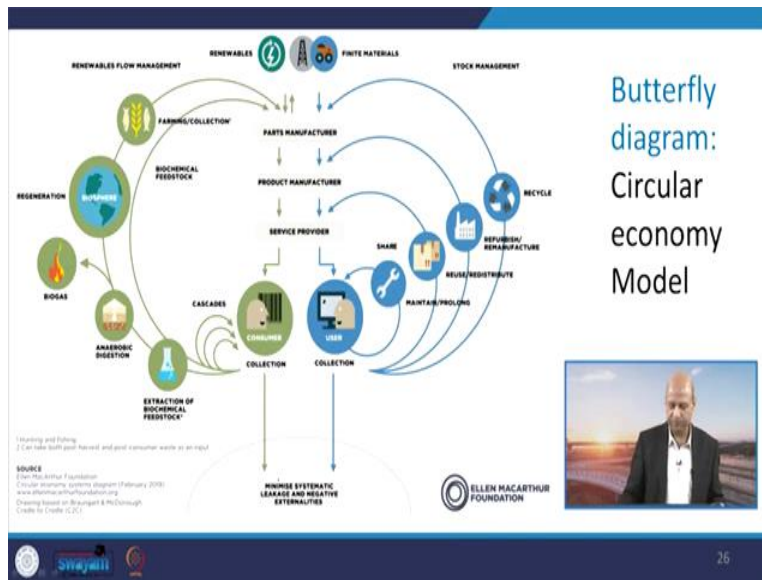 RENEWABLES
FINITE MATERIALS
RENEWABLES FLOW MANAGEMENT
STOCK MANAGEMENT
FARMING/COLLECTION¹
PARTS MANUFACTURER
BIOCHEMICAL
FEEDSTOCK
PRODUCT MANUFACTURER
REGENERATION
BIOSPHERE
RECYCLE
SERVICE PROVIDER
REFURBISH/
REMANUFACTURE
SHARE
REUSE/REDISTRIBUTE
BIOGAS
CASCADES
MAINTAIN/PROLONG
CONSUMER
USER
ANAEROBIC
DIGESTION
COLLECTION
COLLECTION
EXTRACTION OF
BIOCHEMICAL
FEEDSTOCK²
1 Hunting and fishing
2 Can take both post harvest and post consumer waste as an input
SOURCE
Ellen MacArthur Foundation
Circular economy systems diagram (February 2019)
www.ellenmacarthurfoundation.org
Drawing based on Braungart & McDonough,
Cradle to Cradle (C2C)
MINIMISE SYSTEMATIC
LEAKAGE AND NEGATIVE
EXTERNALITIES
ELLEN MACARTHUR
FOUNDATION
Butterfly
diagram:
Circular
economy
Model
swayam
26